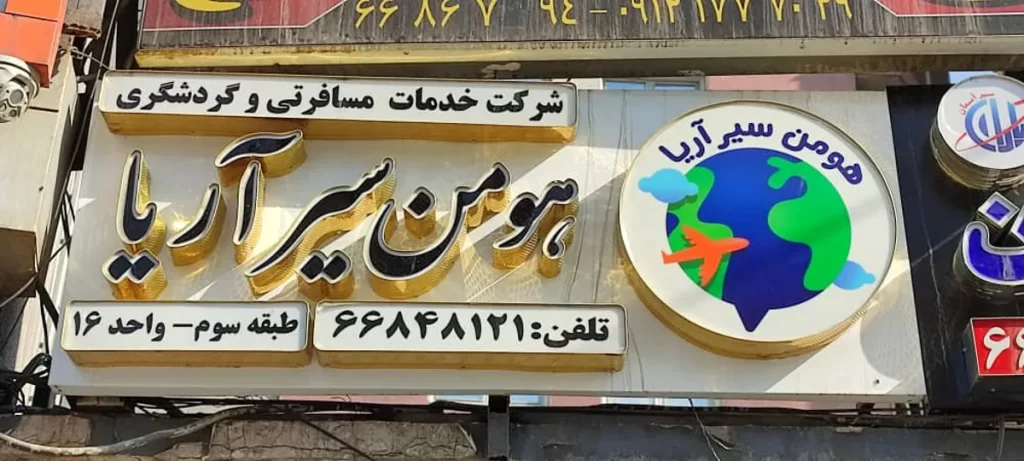 شرکت خدمات مسافرتی و گردشگری
هومن سیر آریا
طبقه سوم - واحد ۱۶
تلفن: ۶۶۸۴۸۱۲۱
هومن سیر آریا